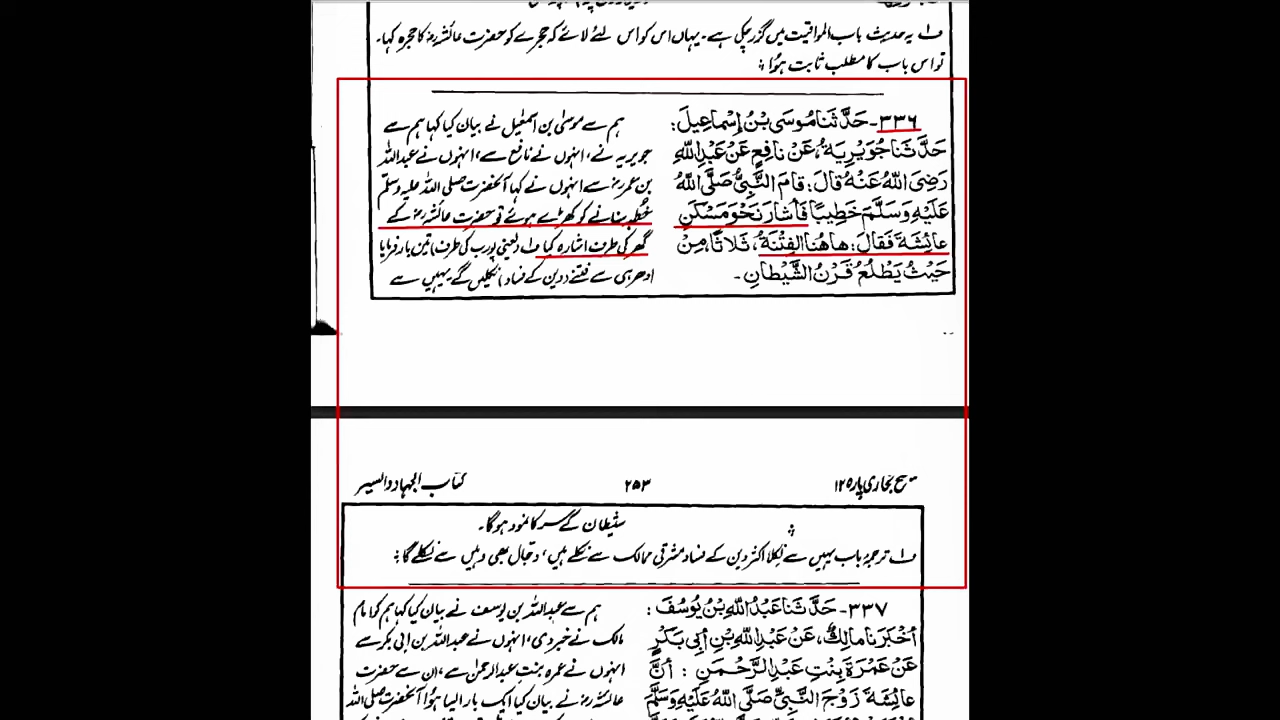 ف۱ یہ حدیث باب المواقیت میں گزر چکی ہے۔ یہاں اس کو اس لئے لائے کہ حجرے کو حضرت عائشہؓ کا حجرہ کہا۔
تو اس باب کا مطلب ثابت ہوا؛
۳۳۶- حَدَّثَنَا مُوسَى بْنُ إِسْمَاعِيلَ:
حَدَّثَنَا جُوَيْرِيَةُ، عَنْ نَافِعٍ عَنْ عَبْدِ اللّٰهِ
رَضِيَ اللّٰهُ عَنْهُ قَالَ: قَامَ النَّبِيُّ صَلَّى اللّٰهُ
عَلَيْهِ وَسَلَّمَ خَطِيبًا فَأَشَارَ نَحْوَ مَسْكَنِ
عَائِشَةَ فَقَالَ: هَاهُنَا الْفِتْنَةُ، ثَلَاثًا، مِنْ
حَيْثُ يَطْلُعُ قَرْنُ الشَّيْطَانِ۔
ہم سے موسیٰ بن اسمٰعیل نے بیان کیا کہا ہم سے
جویریہ نے، انہوں نے نافع سے، انہوں نے عبداللہ
بن عمرؓ سے انہوں نے کہا آنحضرت صلی اللہ علیہ وسلم
خطبہ سنانے کو کھڑے ہوئے تو حضرت عائشہؓ کے
گھر کی طرف اشارہ کیا ف۱ (یعنی پورب کی طرف) تین بار فرمایا
ادھر ہی سے فتنے (دین کے فساد) نکلیں گے یہیں سے
صحیح بخاری پارہ ۱۲
۲۵۳
کتاب الجہاد والسیر
شیطان کے سر کا نمود ہوگا۔
ف۱ ترجمۂ باب یہیں سے نکلا اکثر دین کے فساد مشرقی ممالک سے نکلے ہیں، دجال بھی وہیں سے نکلے گا؛
۳۳۷- حَدَّثَنَا عَبْدُ اللّٰهِ بْنُ يُوسُفَ:
أَخْبَرَنَا مَالِكٌ، عَنْ عَبْدِ اللّٰهِ بْنِ أَبِي بَكْرٍ
عَنْ عَمْرَةَ بِنْتِ عَبْدِ الرَّحْمٰنِ: أَنَّ
عَائِشَةَ زَوْجَ النَّبِيِّ صَلَّى اللّٰهُ عَلَيْهِ وَسَلَّمَ
ہم سے عبداللہ بن یوسف نے بیان کیا کہا ہم کو امام
مالک نے خبر دی، انہوں نے عبداللہ بن ابی بکر سے
انہوں نے عمرہ بنت عبدالرحمٰن سے، ان سے حضرت
عائشہؓ نے بیان کیا ایک بار ایسا ہوا آنحضرت صلی اللہ